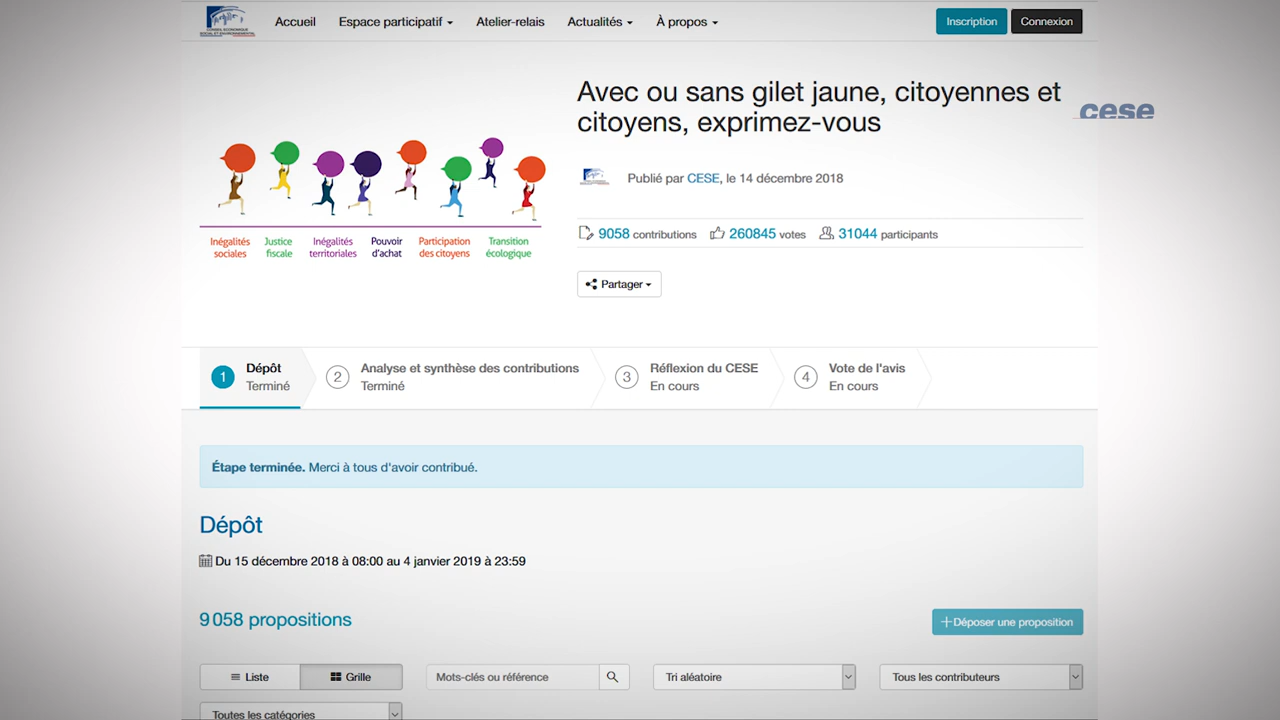 Accueil Espace participatif Atelier-relais Actualités À propos Inscription Connexion
CONSEIL ÉCONOMIQUE
SOCIAL ET ENVIRONNEMENTAL
Avec ou sans gilet jaune, citoyennes et
citoyens, exprimez-vous
cese
Publié par CESE, le 14 décembre 2018
9058 contributions 260845 votes 31044 participants
Inégalités sociales
Justice fiscale
Inégalités territoriales
Pouvoir d'achat
Participation des citoyens
Transition écologique
Partager
1 Dépôt
Terminé
2 Analyse et synthèse des contributions
Terminé
3 Réflexion du CESE
En cours
4 Vote de l'avis
En cours
Étape terminée. Merci à tous d'avoir contribué.
Dépôt
Du 15 décembre 2018 à 08:00 au 4 janvier 2019 à 23:59
9 058 propositions
+Déposer une proposition
Liste Grille Mots-clés ou référence Tri aléatoire Tous les contributeurs
Toutes les catégories